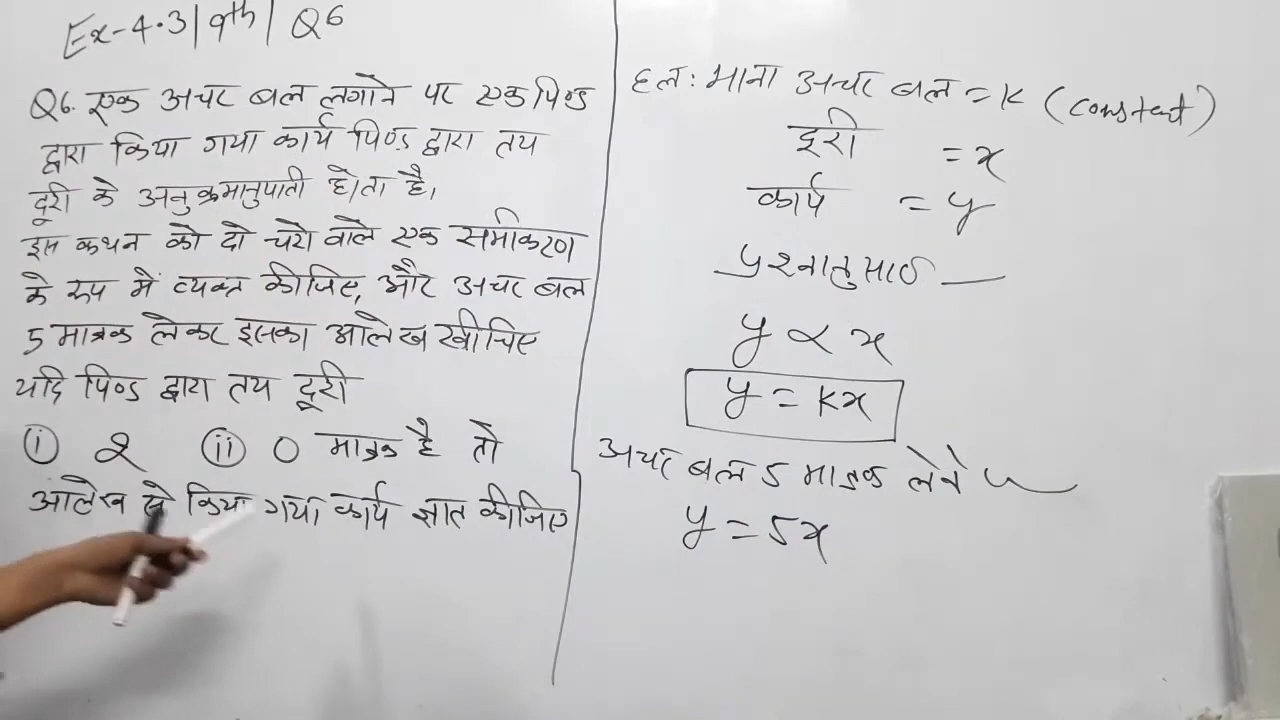 Ex-4.3 | 9th | Q6
Q6. एक अचर बल लगाने पर एक पिण्ड
द्वारा किया गया कार्य पिण्ड द्वारा तय
दूरी के अनुक्रमानुपाती होता है।
इस कथन को दो चरो वाले एक समीकरण
के रुप में व्यक्त कीजिए, और अचर बल
5 मात्रक लेकर इसका आलेख खीचिए
यदि पिण्ड द्वारा तय दूरी
(i) 2 (ii) 0 मात्रक है तो
आलेख से किया गया कार्य ज्ञात कीजिए
हल: माना अचर बल = k (constant)
दूरी = x
कार्य = y
प्रश्नानुसार
y ∝ x
y = kx
अचर बल 5 मात्रक लेने
y = 5x